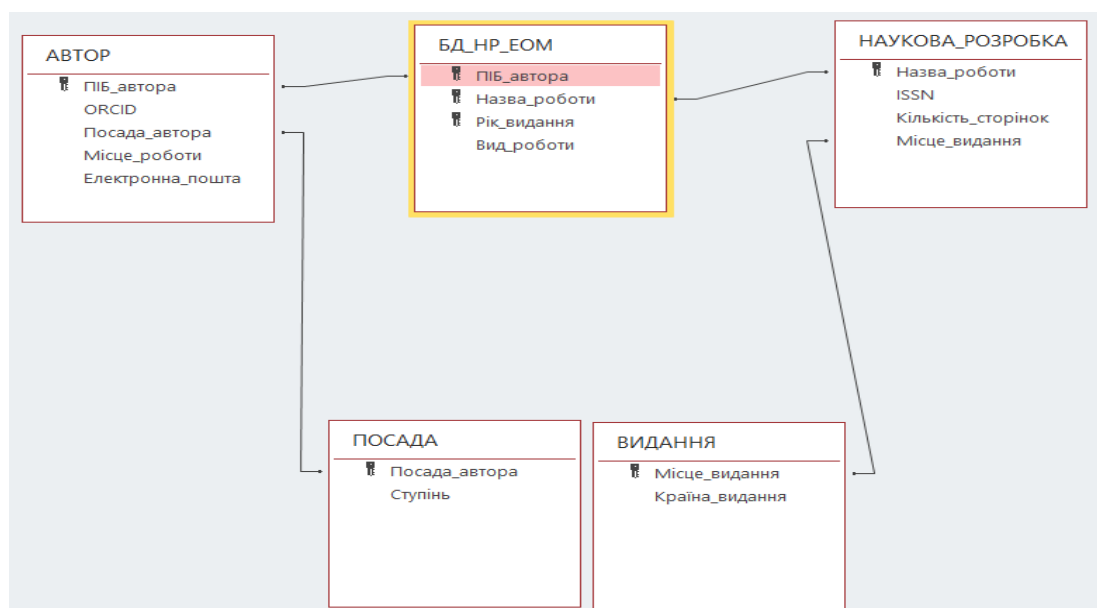 АВТОР
ПІБ_автора
ORCID
Посада_автора
Місце_роботи
Електронна_пошта
БД_НР_ЕОМ
ПІБ_автора
Назва_роботи
Рік_видання
Вид_роботи
НАУКОВА_РОЗРОБКА
Назва_роботи
ISSN
Кількість_сторінок
Місце_видання
ПОСАДА
Посада_автора
Ступінь
ВИДАННЯ
Місце_видання
Країна_видання